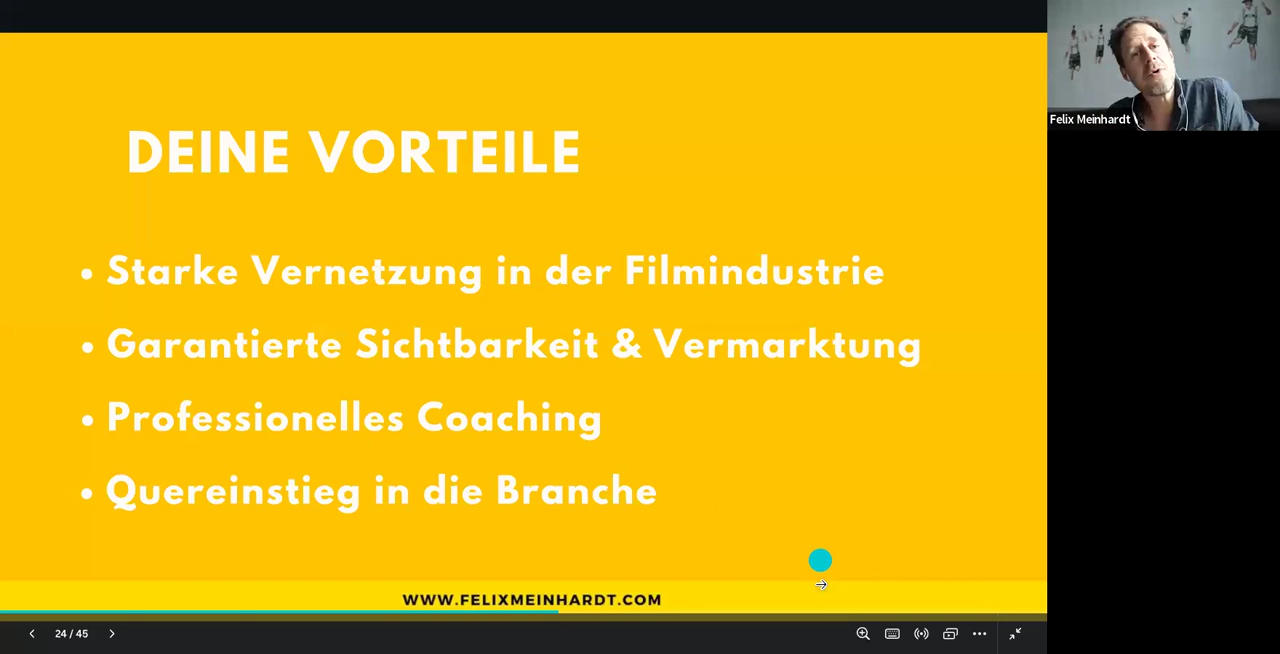 DEINE VORTEILE
• Starke Vernetzung in der Filmindustrie
• Garantierte Sichtbarkeit & Vermarktung
• Professionelles Coaching
• Quereinstieg in die Branche
WWW.FELIXMEINHARDT.COM
24 / 45
Felix Meinhardt